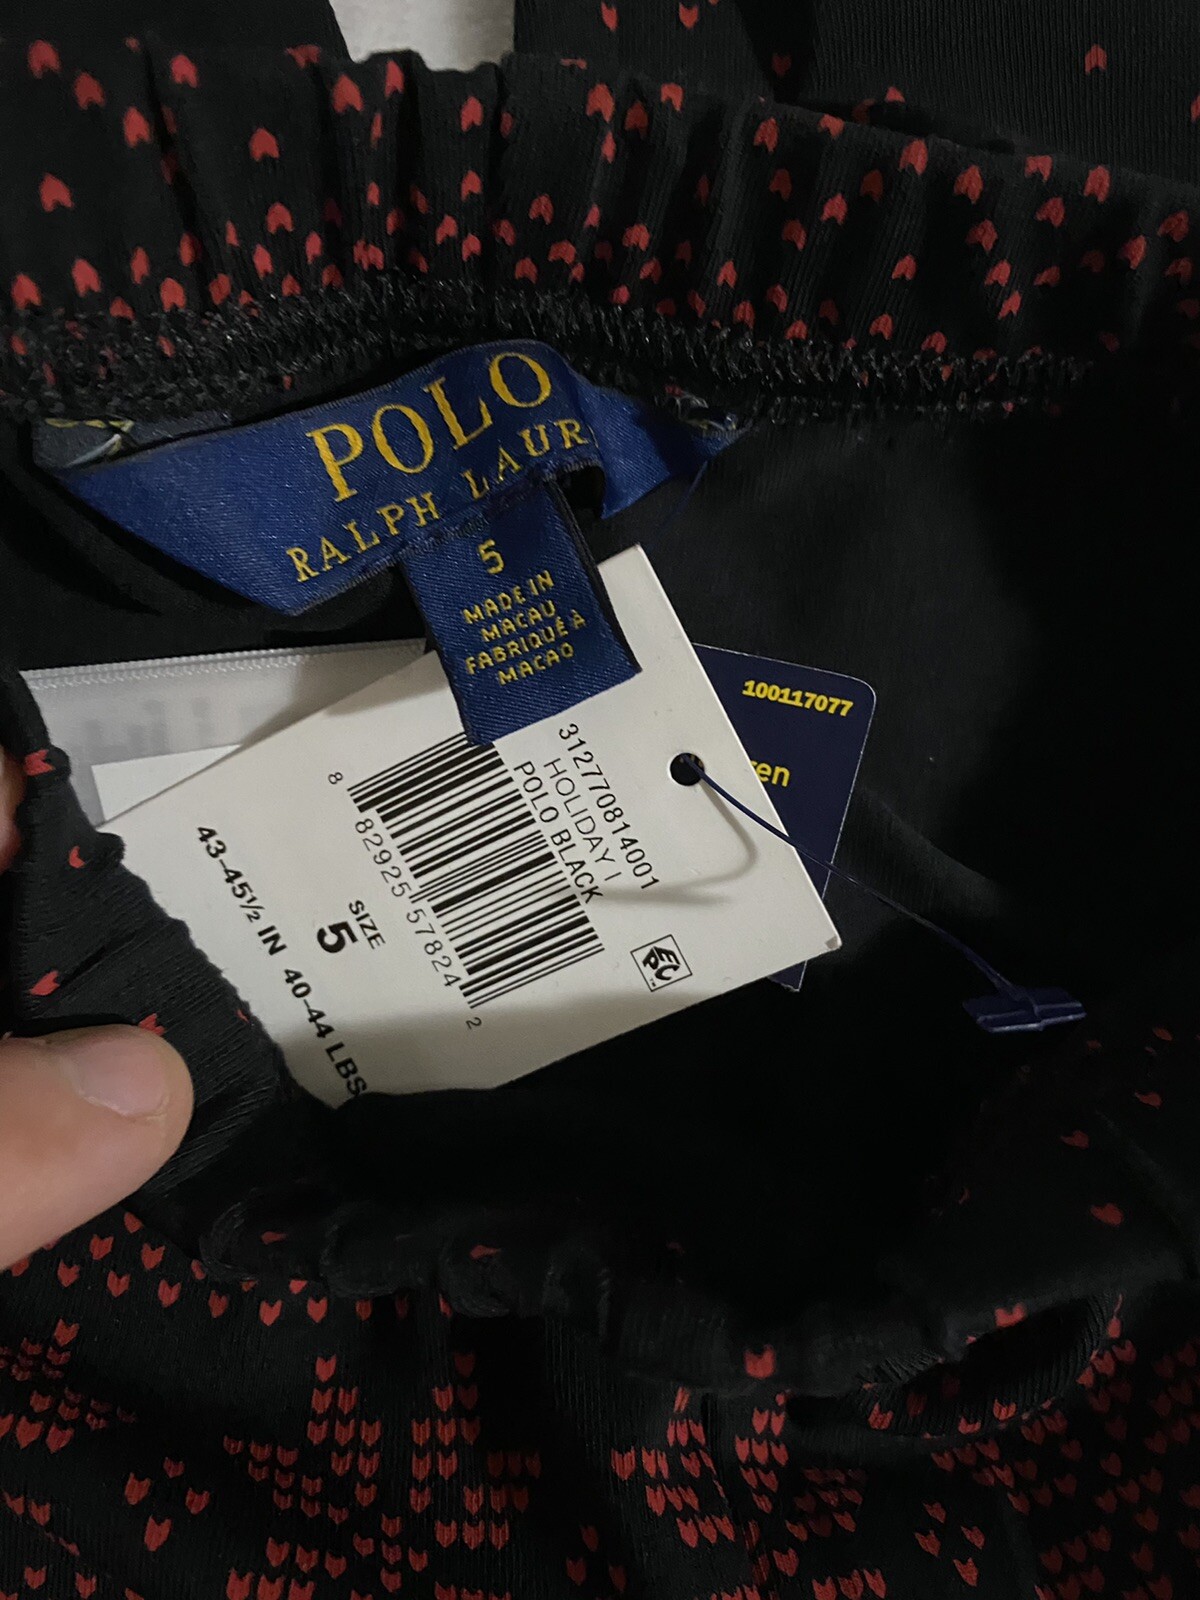 POLO
RALPH LAUR
5
MADE IN
MACAU
FABRIQUÉ À
MACAO
100117077
ren
312770814001
HOLIDAY I
POLO BLACK
8 82925 57824 2
EPC
SIZE
5
43-45½ IN 40-44 LBS